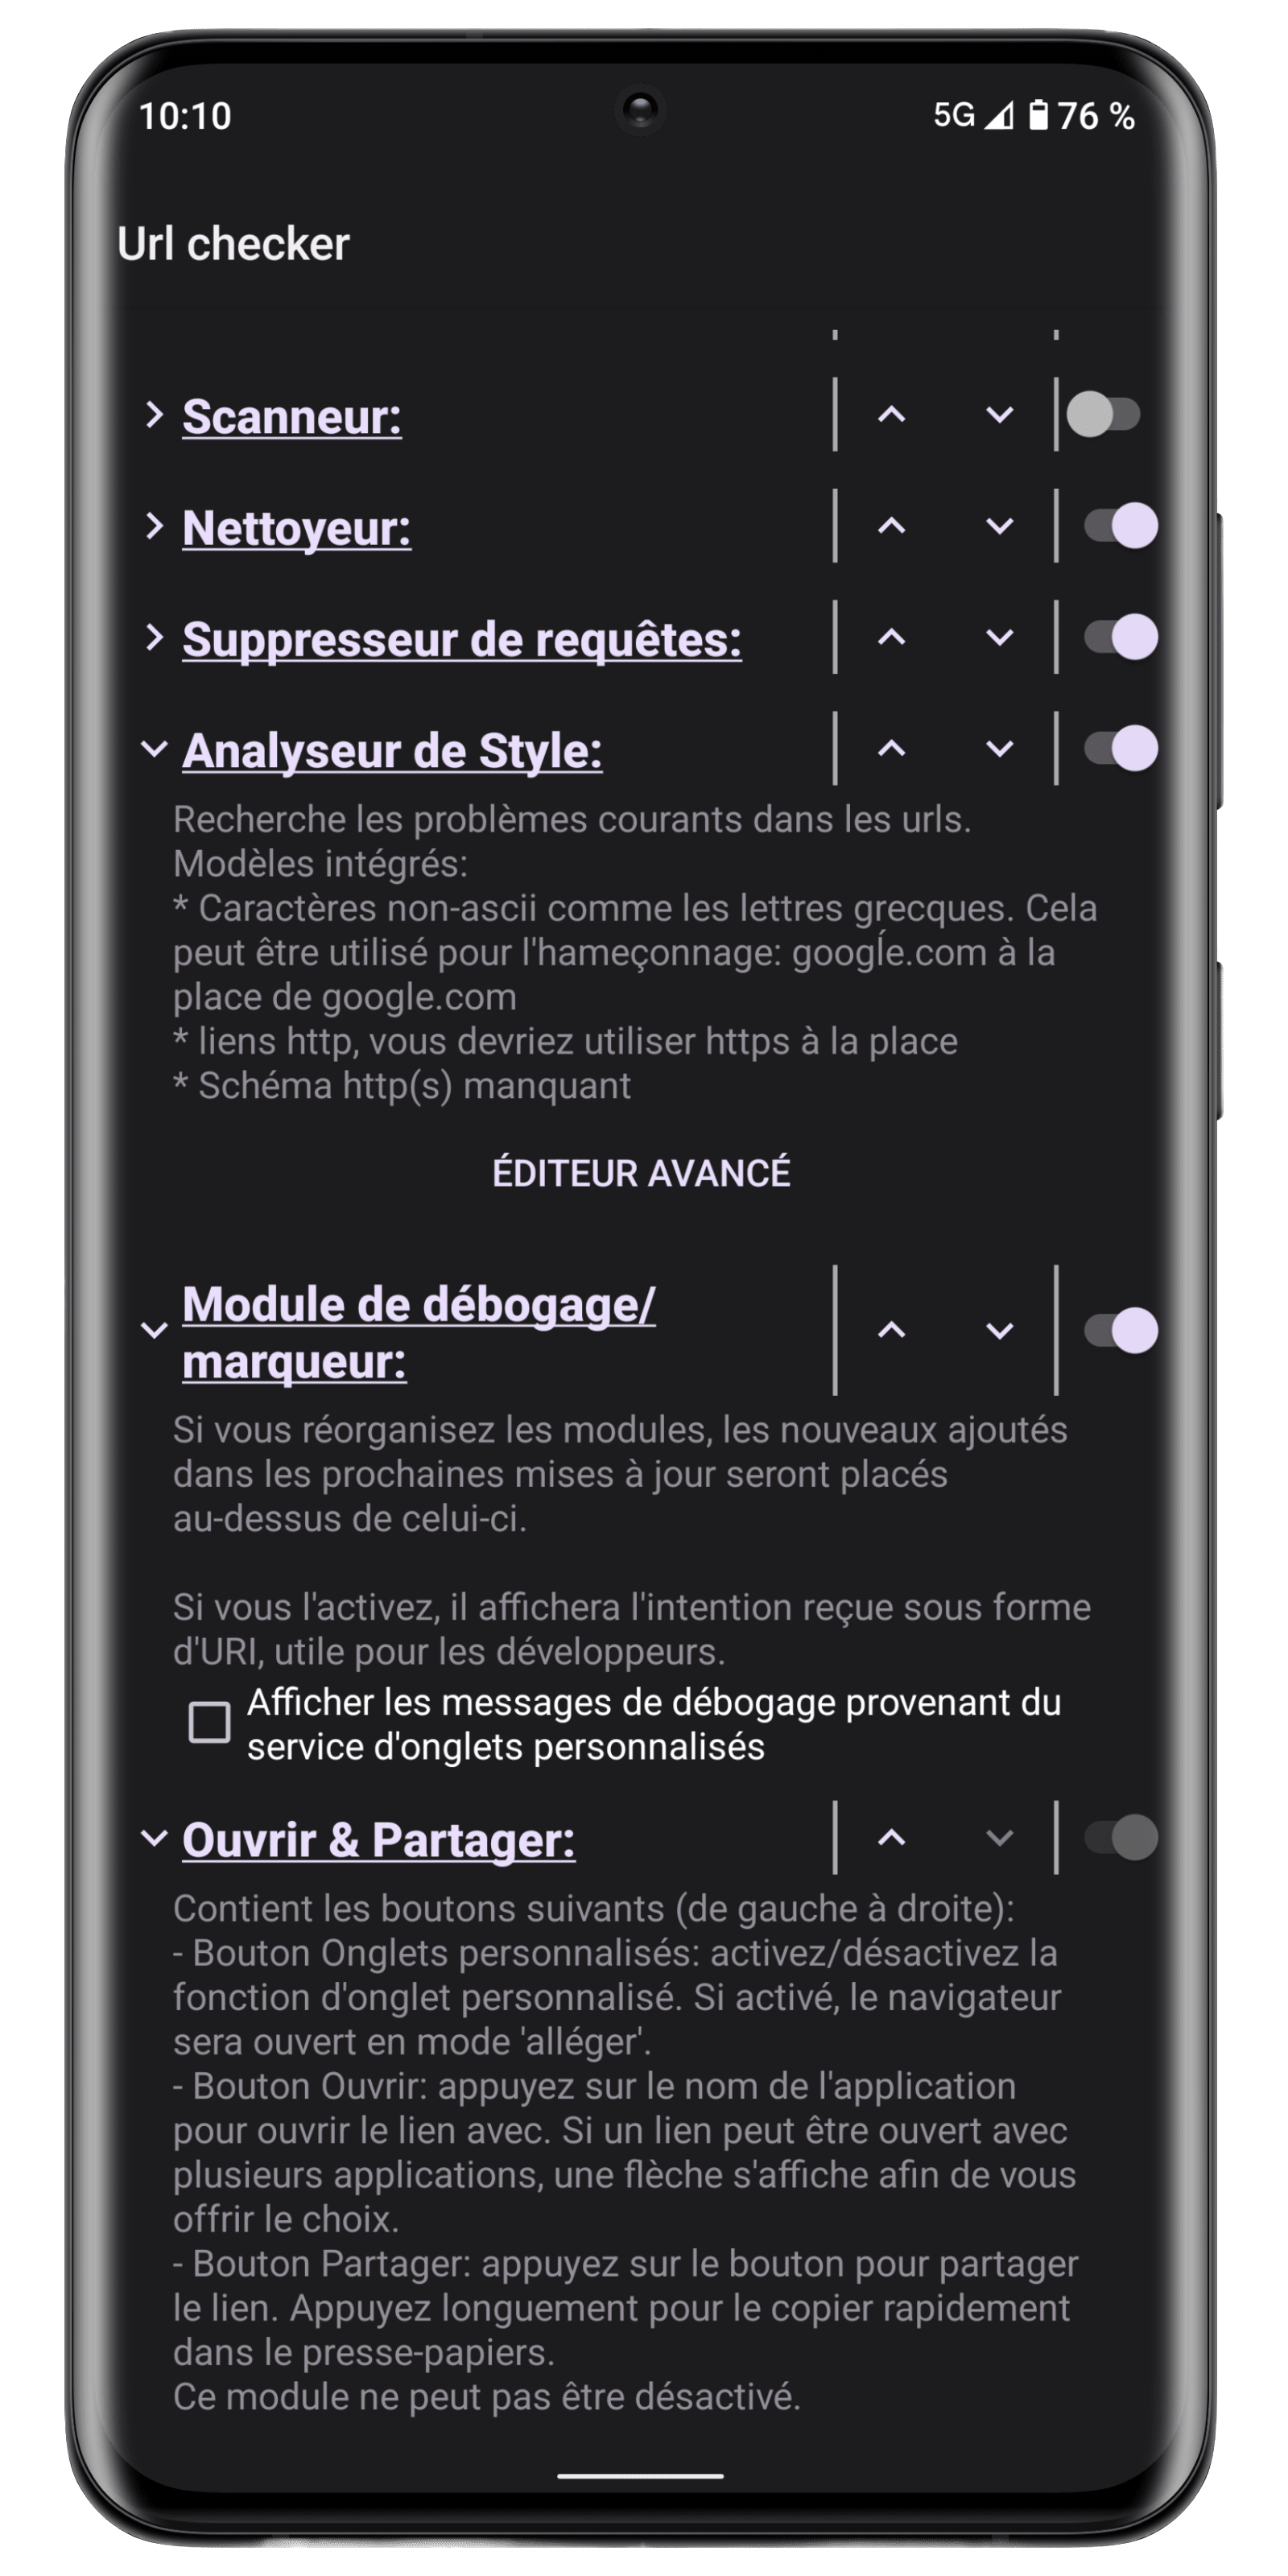 10:10
5G 76 %
Url checker
Scanneur:
Nettoyeur:
Suppresseur de requêtes:
Analyseur de Style:
Recherche les problèmes courants dans les urls.
Modèles intégrés:
* Caractères non-ascii comme les lettres grecques. Cela
peut être utilisé pour l'hameçonnage: googĺe.com à la
place de google.com
* liens http, vous devriez utiliser https à la place
* Schéma http(s) manquant
ÉDITEUR AVANCÉ
Module de débogage/
marqueur:
Si vous réorganisez les modules, les nouveaux ajoutés
dans les prochaines mises à jour seront placés
au-dessus de celui-ci.
Si vous l'activez, il affichera l'intention reçue sous forme
d'URI, utile pour les développeurs.
Afficher les messages de débogage provenant du
service d'onglets personnalisés
Ouvrir & Partager:
Contient les boutons suivants (de gauche à droite):
- Bouton Onglets personnalisés: activez/désactivez la
fonction d'onglet personnalisé. Si activé, le navigateur
sera ouvert en mode 'alléger'.
- Bouton Ouvrir: appuyez sur le nom de l'application
pour ouvrir le lien avec. Si un lien peut être ouvert avec
plusieurs applications, une flèche s'affiche afin de vous
offrir le choix.
- Bouton Partager: appuyez sur le bouton pour partager
le lien. Appuyez longuement pour le copier rapidement
dans le presse-papiers.
Ce module ne peut pas être désactivé.